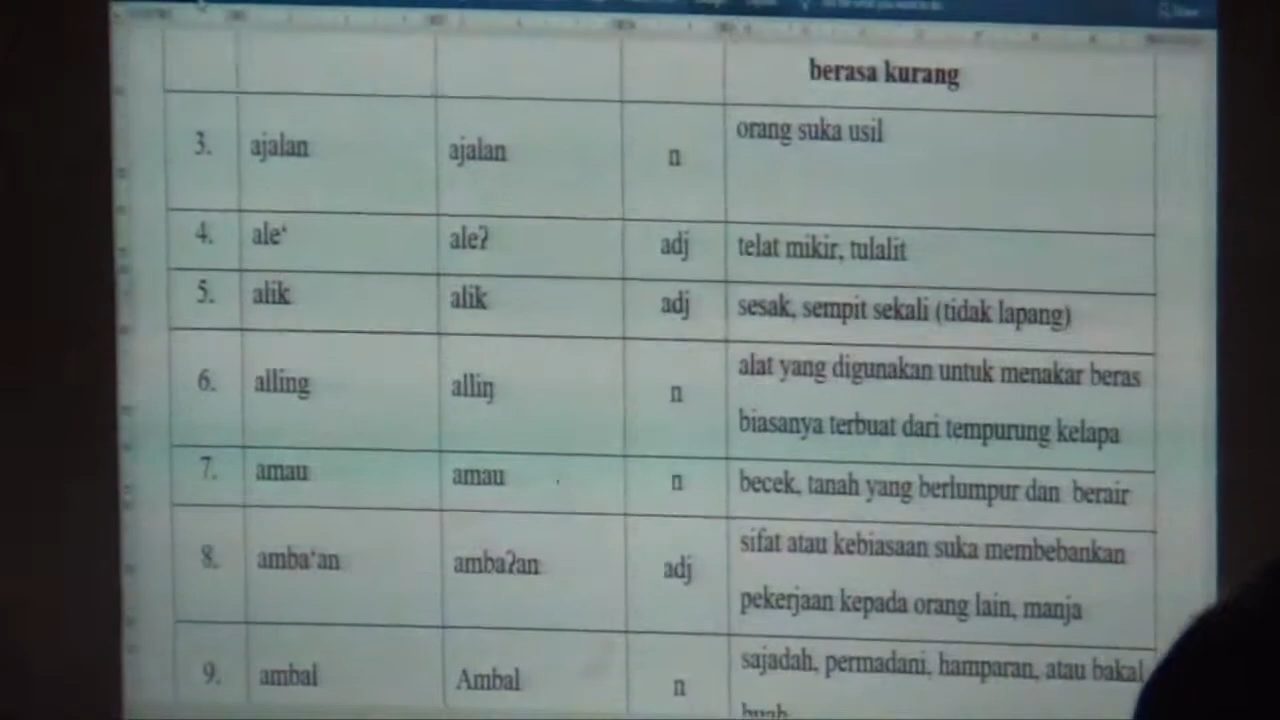 berasa kurang
3. ajalan ajalan n orang suka usil
4. ale‘ aleʔ adj telat mikir, tulalit
5. alik alik adj sesak, sempit sekali (tidak lapang)
6. alling alliŋ n alat yang digunakan untuk menakar beras
biasanya terbuat dari tempurung kelapa
7. amau amau n becek, tanah yang berlumpur dan berair
8. amba‘an ambaʔan adj sifat atau kebiasaan suka membebankan
pekerjaan kepada orang lain, manja
9. ambal Ambal n sajadah, permadani, hamparan, atau bakal